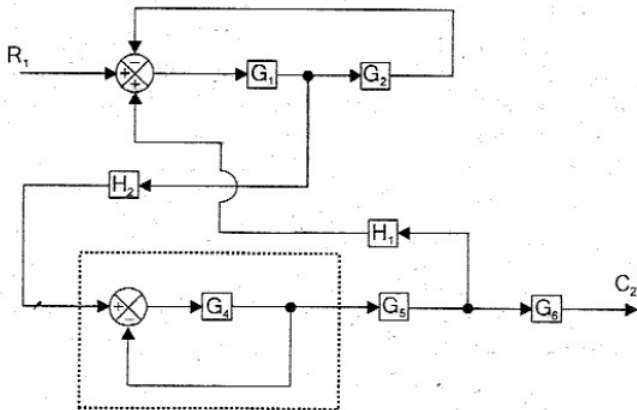 R₁
+ − +
G₁
G₂
H₂
H₁
+ −
G₄
G₅
G₆
C₂